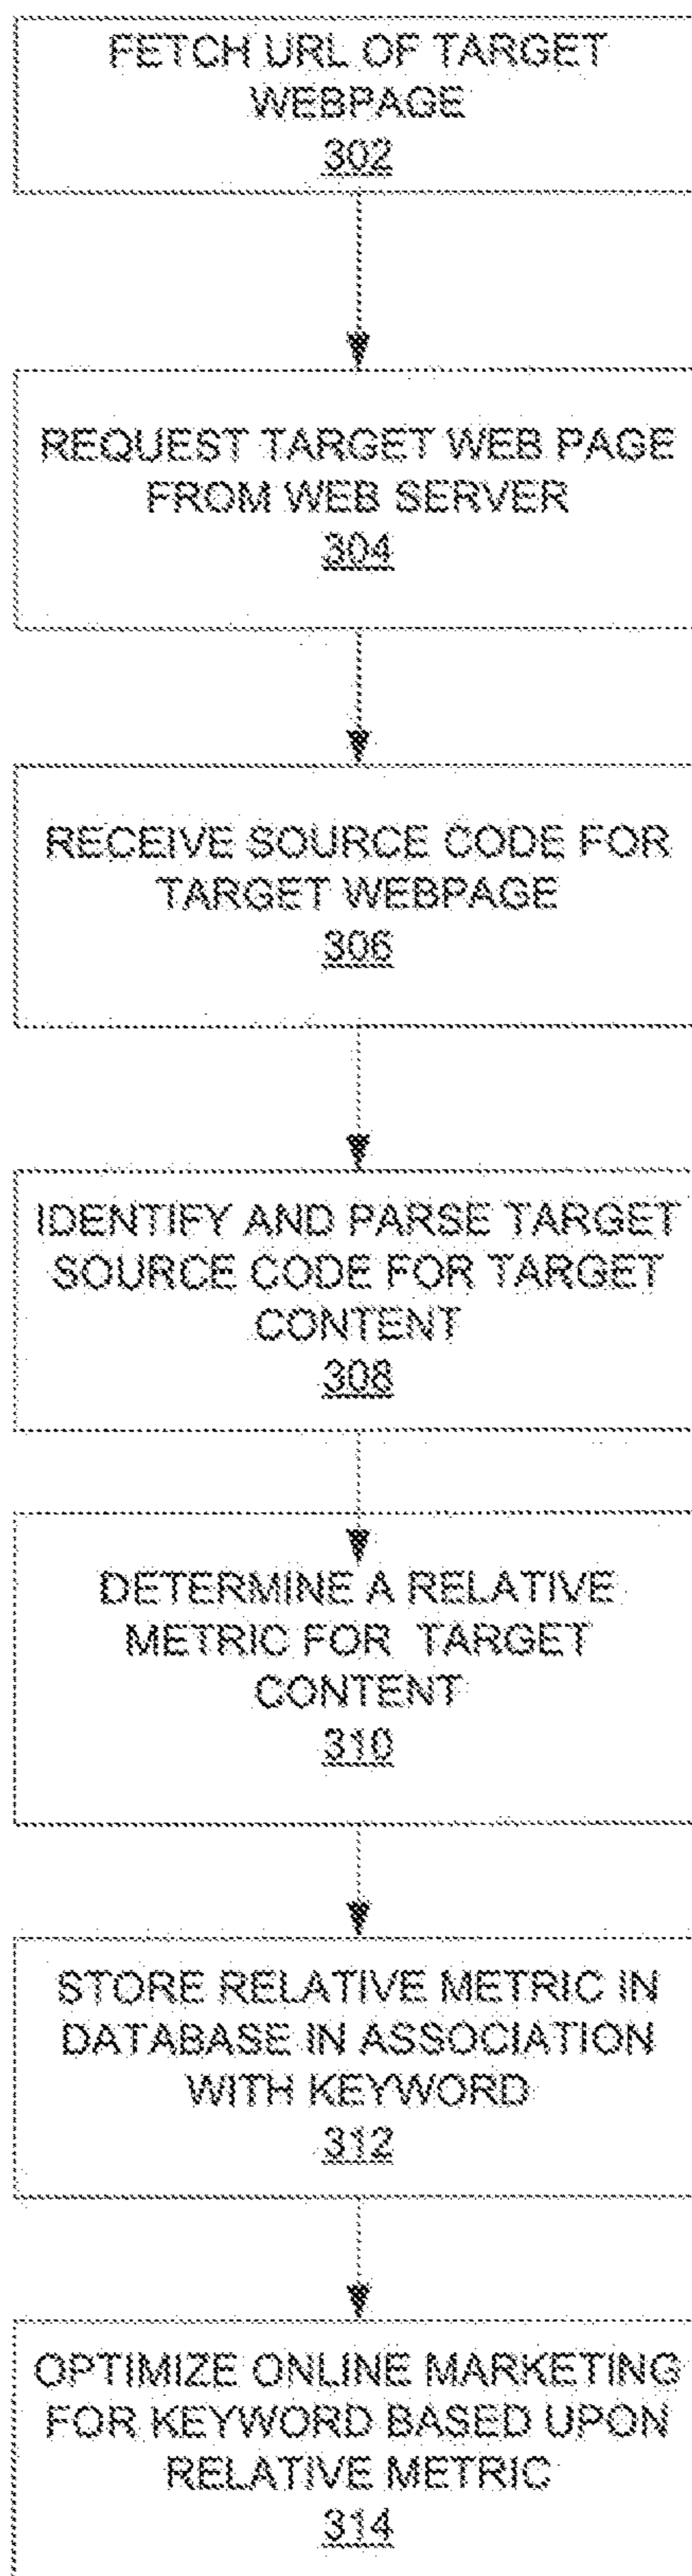 FETCH URL OF TARGET
WEBPAGE
302
REQUEST TARGET WEB PAGE
FROM WEB SERVER
304
RECEIVE SOURCE CODE FOR
TARGET WEBPAGE
306
IDENTIFY AND PARSE TARGET
SOURCE CODE FOR TARGET
CONTENT
308
DETERMINE A RELATIVE
METRIC FOR TARGET
CONTENT
310
STORE RELATIVE METRIC IN
DATABASE IN ASSOCIATION
WITH KEYWORD
312
OPTIMIZE ONLINE MARKETING
FOR KEYWORD BASED UPON
RELATIVE METRIC
314